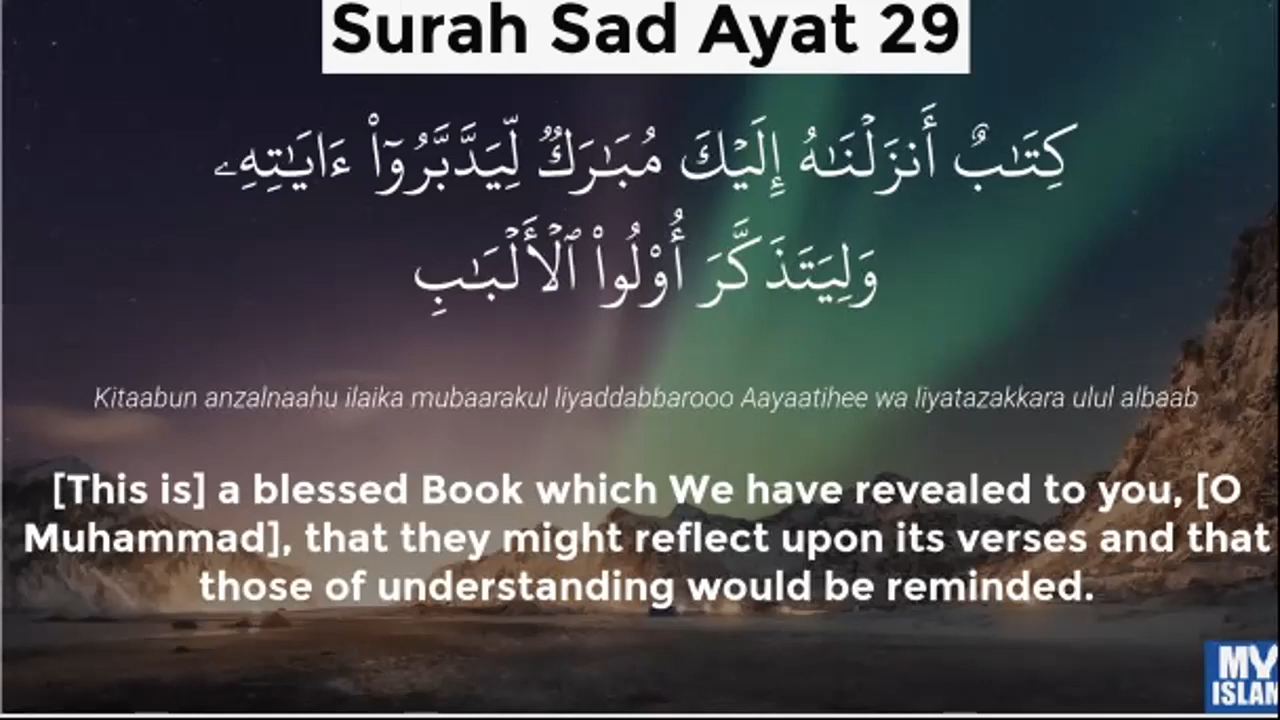 Surah Sad Ayat 29
كِتَٰبٌ أَنزَلْنَٰهُ إِلَيْكَ مُبَٰرَكٌ لِّيَدَّبَّرُوٓا۟ ءَايَٰتِهِۦ
وَلِيَتَذَكَّرَ أُو۟لُوا۟ ٱلْأَلْبَٰبِ
Kitaabun anzalnaahu ilaika mubaarakul liyaddabbarooo Aayaatihee wa liyatazakkara ulul albaab
[This is] a blessed Book which We have revealed to you, [O
Muhammad], that they might reflect upon its verses and that
those of understanding would be reminded.
MY
ISLAM